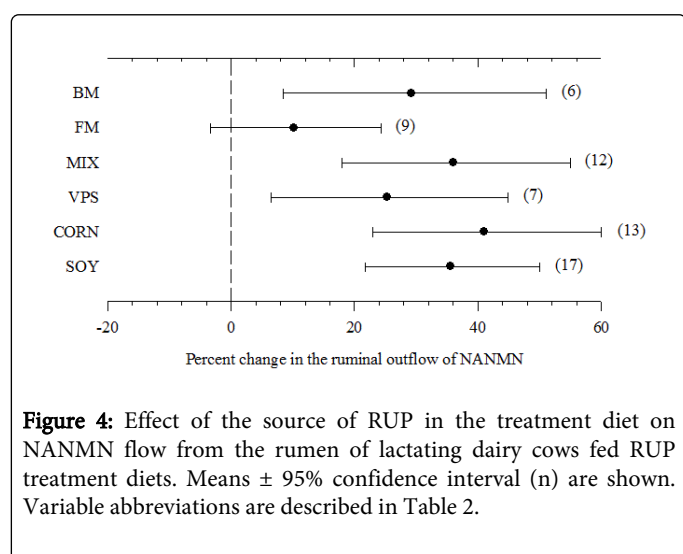 BM (6)
FM (9)
MIX (12)
VPS (7)
CORN (13)
SOY (17)
-20 0 20 40 60
Percent change in the ruminal outflow of NANMN
Figure 4: Effect of the source of RUP in the treatment diet on
NANMN flow from the rumen of lactating dairy cows fed RUP
treatment diets. Means ± 95% confidence interval (n) are shown.
Variable abbreviations are described in Table 2.